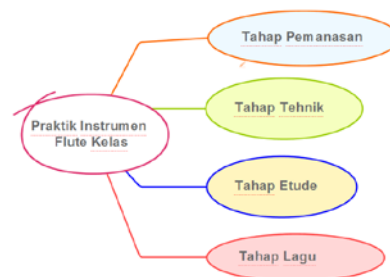 Tahap Pemanasan
Praktik Instrumen
Flute Kelas
Tahap Tehnik
Tahap Etude
Tahap Lagu